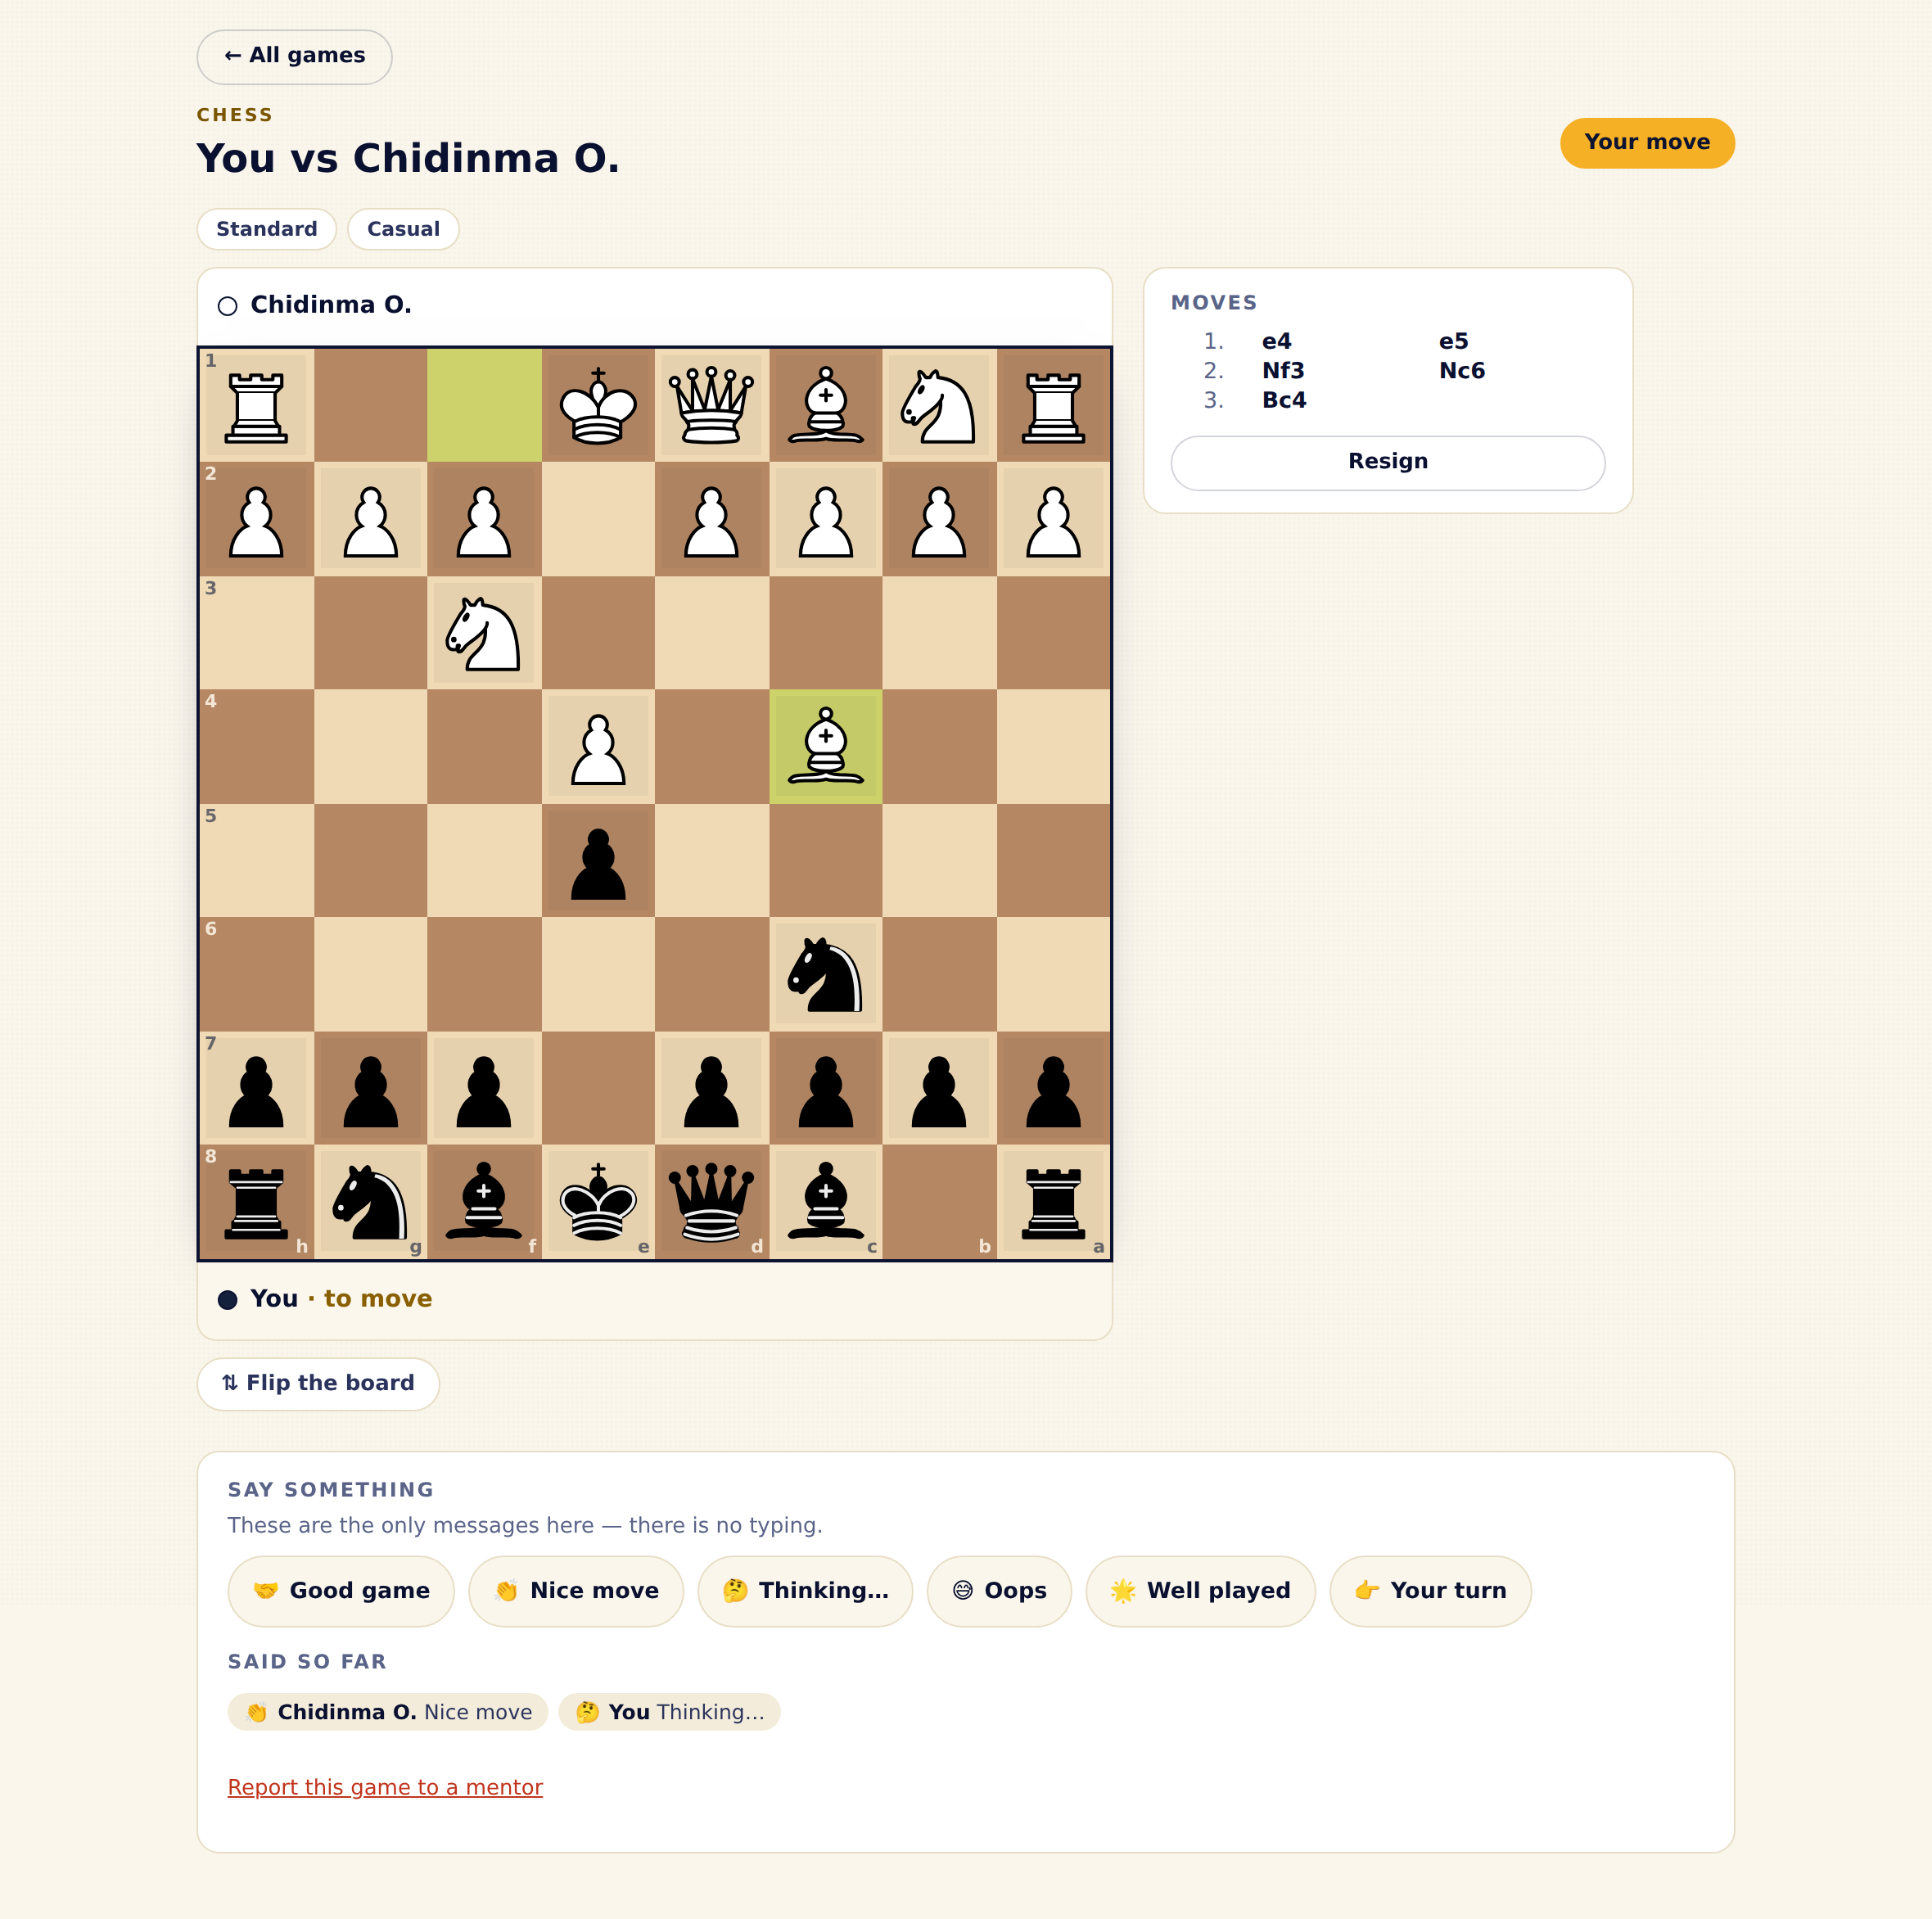 ← All games
CHESS
You vs Chidinma O.
Your move
Standard Casual
Chidinma O.
MOVES
1. e4 e5
2. Nf3 Nc6
3. Bc4
Resign
1
2
3
4
5
6
7
8
h g f e d c b a
You · to move
⇅ Flip the board
SAY SOMETHING
These are the only messages here — there is no typing.
🤝 Good game 👏 Nice move 🤔 Thinking… 😅 Oops 🌟 Well played 👉 Your turn
SAID SO FAR
👏 Chidinma O. Nice move 🤔 You Thinking…
Report this game to a mentor